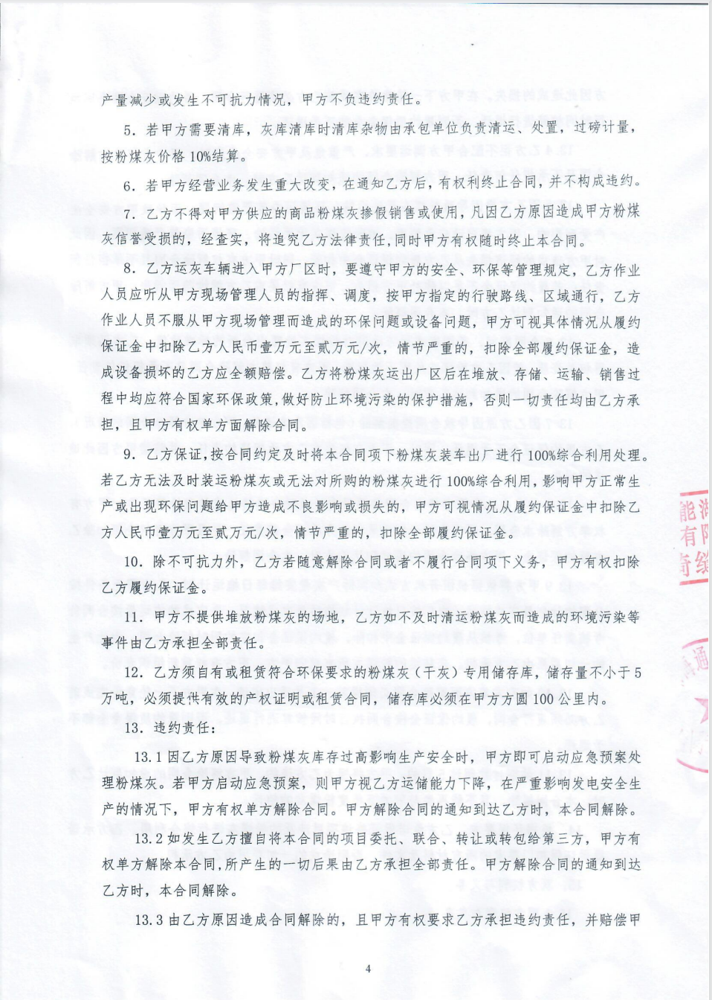 产量减少或发生不可抗力情况，甲方不负违约责任。
5．若甲方需要清库，灰库清库时清库杂物由承包单位负责清运、处置，过磅计量，
按粉煤灰价格 10%结算。
6．若甲方经营业务发生重大改变，在通知乙方后，有权利终止合同，并不构成违约。
7．乙方不得对甲方供应的商品粉煤灰掺假销售或使用，凡因乙方原因造成甲方粉煤
灰信誉受损的，经查实，将追究乙方法律责任,同时甲方有权随时终止本合同。
8．乙方运灰车辆进入甲方厂区时，要遵守甲方的安全、环保等管理规定，乙方作业
人员应听从甲方现场管理人员的指挥、调度，按甲方指定的行驶路线、区域通行，乙方
作业人员不服从甲方现场管理而造成的环保问题或设备问题，甲方可视具体情况从履约
保证金中扣除乙方人民币壹万元至贰万元/次，情节严重的，扣除全部履约保证金，造
成设备损坏的乙方应全额赔偿。乙方将粉煤灰运出厂区后在堆放、存储、运输、销售过
程中均应符合国家环保政策,做好防止环境污染的保护措施，否则一切责任均由乙方承
担，且甲方有权单方面解除合同。
9．乙方保证,按合同约定及时将本合同项下粉煤灰装车出厂进行 100%综合利用处理。
若乙方无法及时装运粉煤灰或无法对所购的粉煤灰进行 100%综合利用,影响甲方正常生
产或出现环保问题给甲方造成不良影响或损失的，甲方可视情况从履约保证金中扣除乙
方人民币壹万元至贰万元/次，情节严重的，扣除全部履约保证金。
10．除不可抗力外，乙方若随意解除合同或者不履行合同项下义务，甲方有权扣除
乙方履约保证金。
11．甲方不提供堆放粉煤灰的场地，乙方如不及时清运粉煤灰而造成的环境污染等
事件由乙方承担全部责任。
12．乙方须自有或租赁符合环保要求的粉煤灰（干灰）专用储存库，储存量不小于 5
万吨，必须提供有效的产权证明或租赁合同，储存库必须在甲方方圆 100 公里内。
13．违约责任：
13.1 因乙方原因导致粉煤灰库存过高影响生产安全时，甲方即可启动应急预案处
理粉煤灰。若甲方启动应急预案，则甲方视乙方运储能力下降，在严重影响发电安全生
产的情况下，甲方有权单方解除合同。甲方解除合同的通知到达乙方时，本合同解除。
13.2 如发生乙方擅自将本合同的项目委托、联合、转让或转包给第三方，甲方有
权单方解除本合同,所产生的一切后果由乙方承担全部责任。甲方解除合同的通知到达
乙方时，本合同解除。
13.3 由乙方原因造成合同解除的，且甲方有权要求乙方承担违约责任，并赔偿甲
4
能
有
通